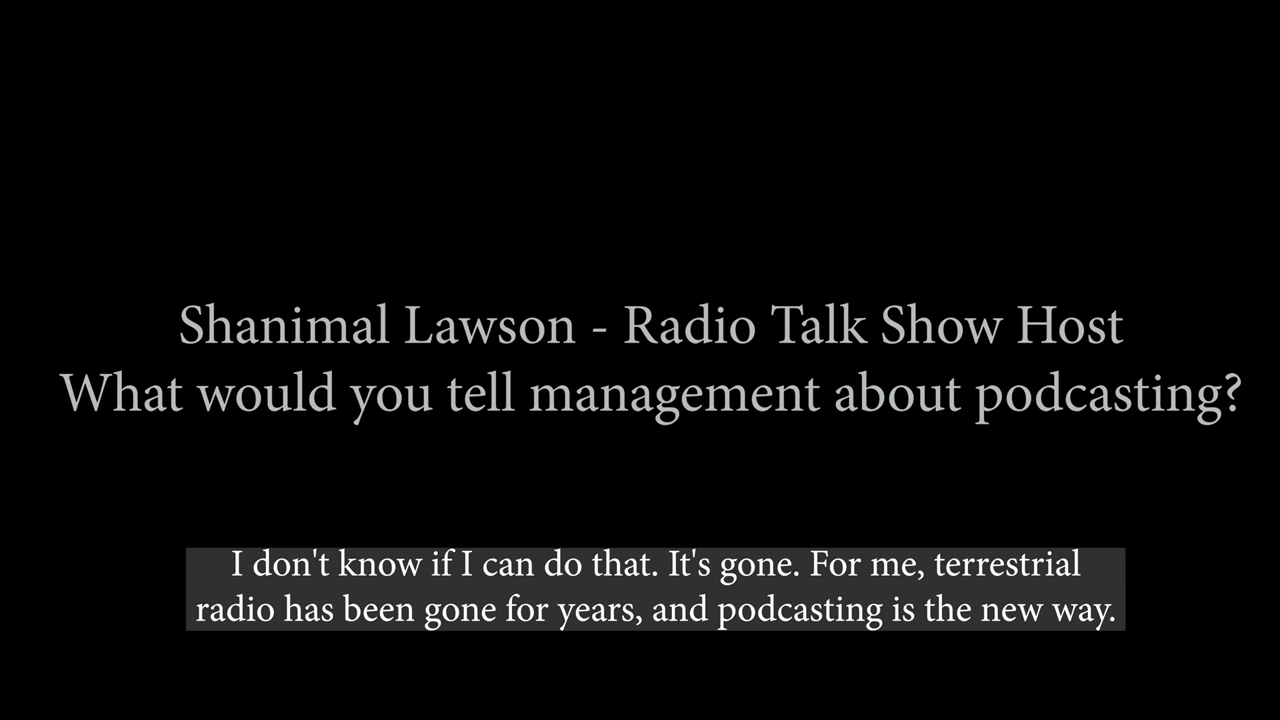 Shanimal Lawson - Radio Talk Show Host
What would you tell management about podcasting?
I don't know if I can do that. It's gone. For me, terrestrial
radio has been gone for years, and podcasting is the new way.